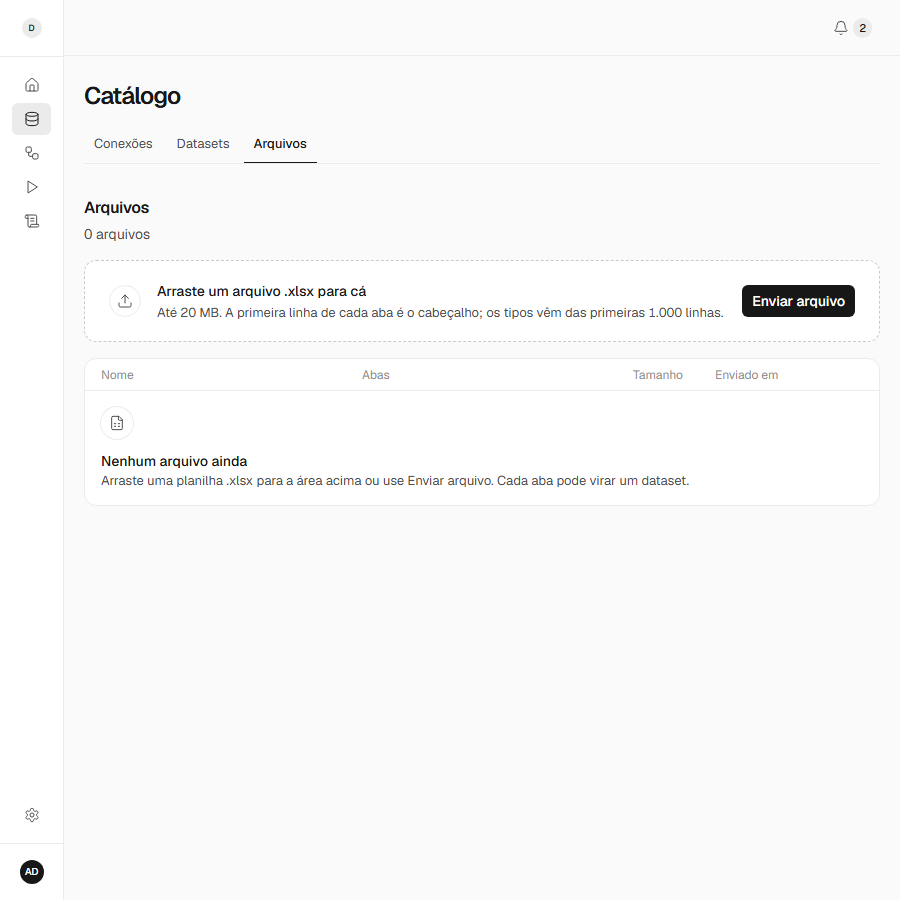 D
2
Catálogo
Conexões Datasets Arquivos
Arquivos
0 arquivos
Arraste um arquivo .xlsx para cá
Até 20 MB. A primeira linha de cada aba é o cabeçalho; os tipos vêm das primeiras 1.000 linhas.
Enviar arquivo
Nome Abas Tamanho Enviado em
Nenhum arquivo ainda
Arraste uma planilha .xlsx para a área acima ou use Enviar arquivo. Cada aba pode virar um dataset.
AD